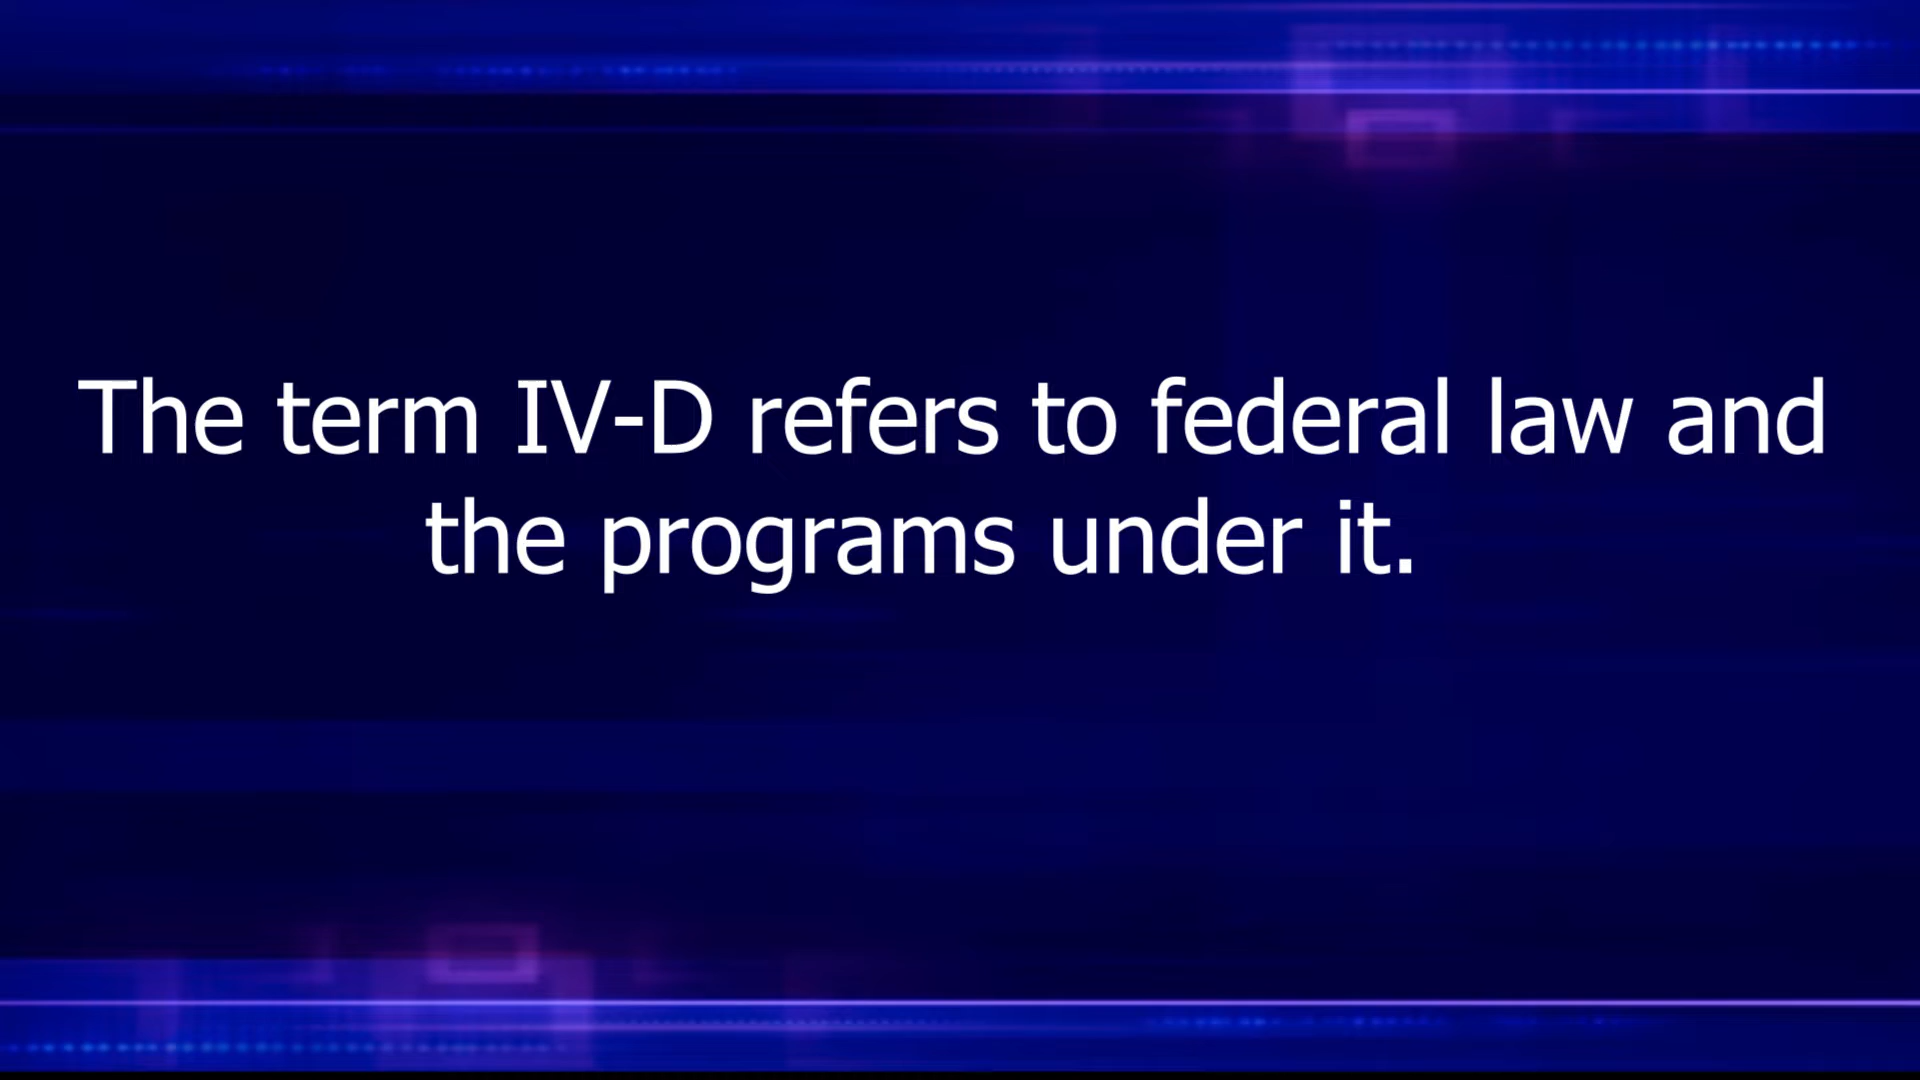 The term IV-D refers to federal law and
the programs under it.